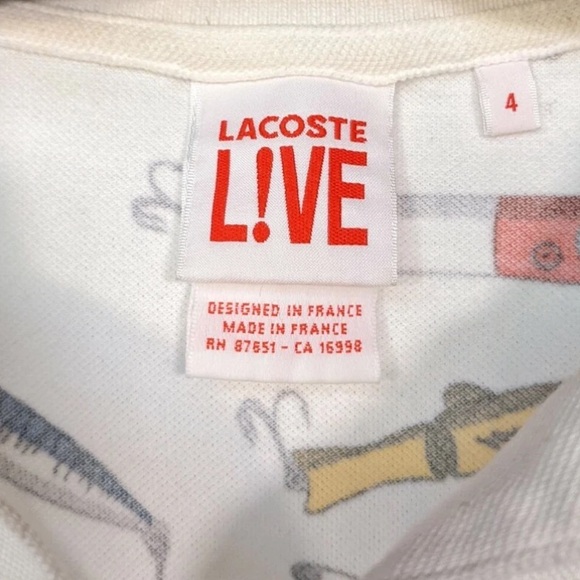 LACOSTE
L!VE
4
DESIGNED IN FRANCE
MADE IN FRANCE
RN 87651 - CA 16998